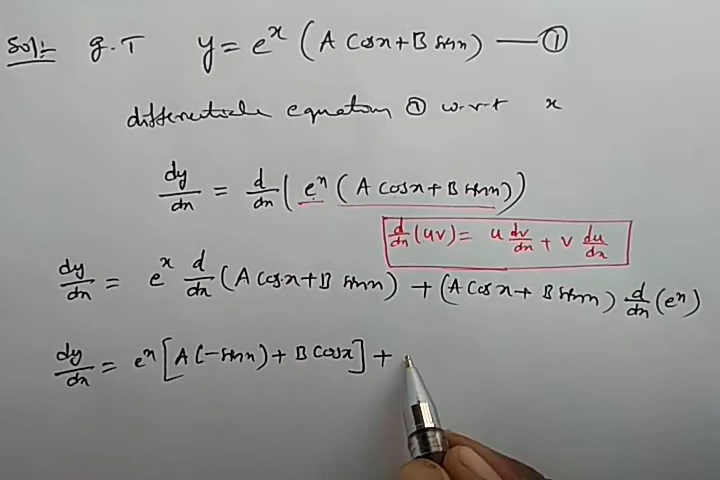 Sol:- g.T y = e^x (A cosx + B sinx) — ①
differentiate equation ① w.r.t x
dy/dx = d/dx (e^x (A cosx + B sinx))
d/dx (uv) = u dv/dx + v du/dx
dy/dx = e^x d/dx (A cosx + B sinx) + (A cosx + B sinx) d/dx (e^x)
dy/dx = e^x [A(-sinx) + B cosx] +